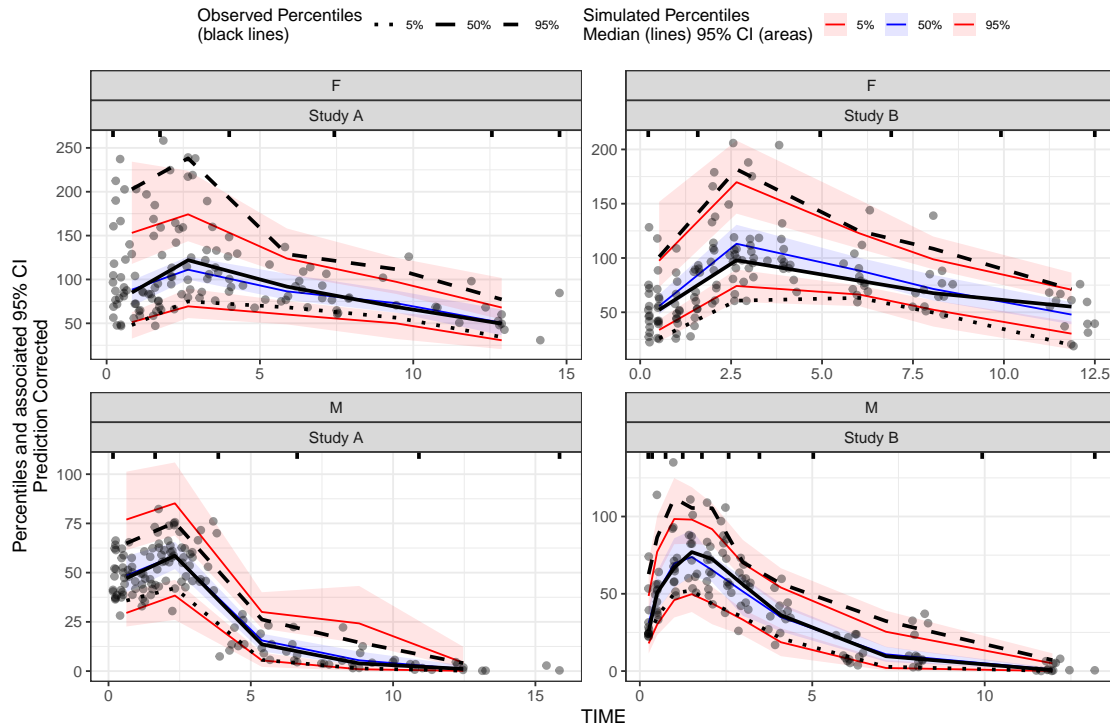 Observed Percentiles
(black lines)
5% 50% 95%
Simulated Percentiles
Median (lines) 95% CI (areas)
5% 50% 95%
F
Study A
250
200
150
100
50
0 5 10 15
F
Study B
200
150
100
50
0.0 2.5 5.0 7.5 10.0 12.5
M
Study A
100
75
50
25
0
0 5 10 15
M
Study B
100
50
0
0 5 10
TIME
Percentiles and associated 95% CI
Prediction Corrected